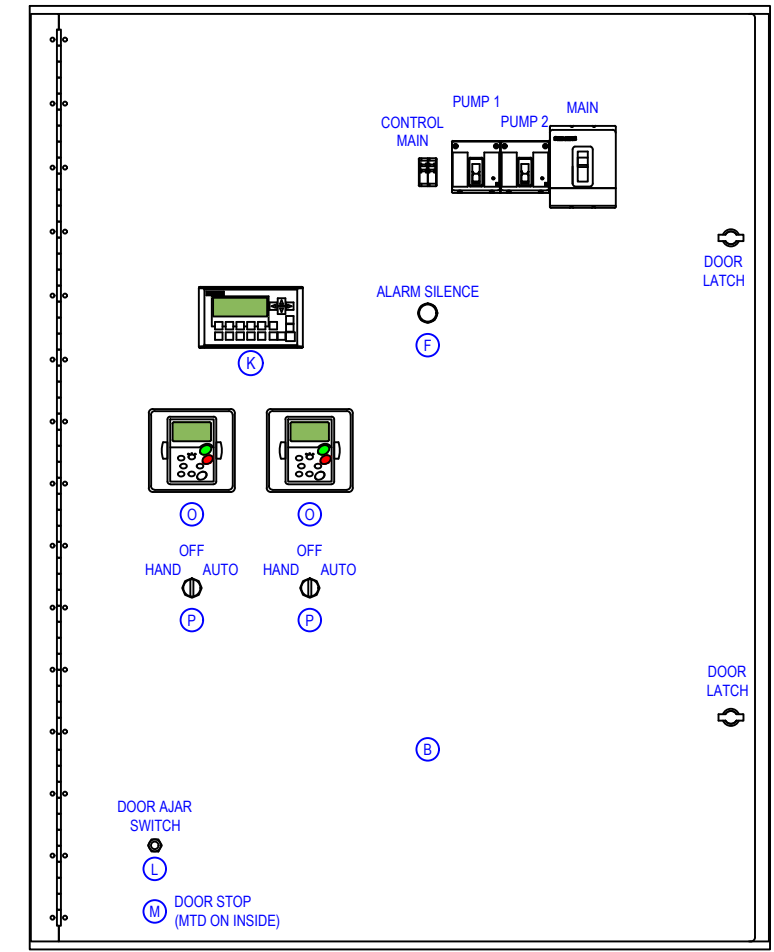 PUMP 1
MAIN
CONTROL
MAIN
PUMP 2
DOOR
LATCH
ALARM SILENCE
F
K
O
O
OFF
HAND AUTO
OFF
HAND AUTO
P
P
DOOR
LATCH
B
DOOR AJAR
SWITCH
L
M DOOR STOP
(MTD ON INSIDE)